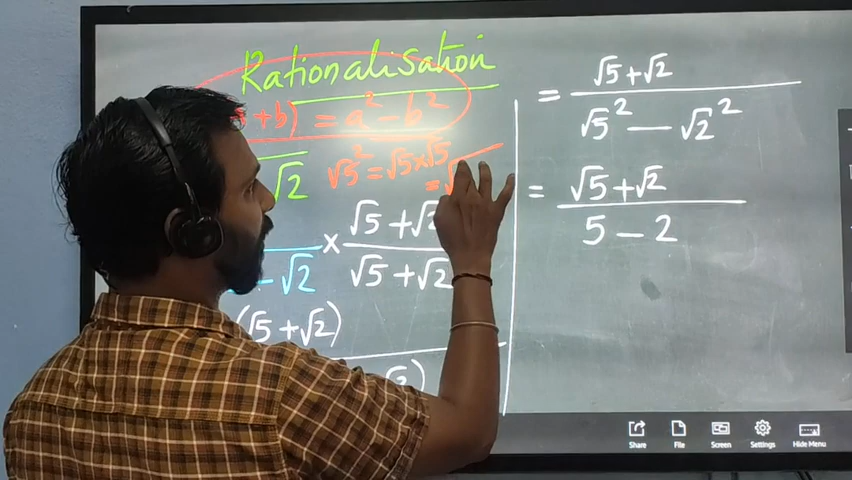 Rationalisation
+ b) = a² - b²
√2
√5² = √5 × √5
= √
- √2 × √5 + √2
√5 + √2
(√5 + √2)
= √5 + √2
√5² - √2²
= √5 + √2
5 - 2
Share File Screen Settings Hide Menu